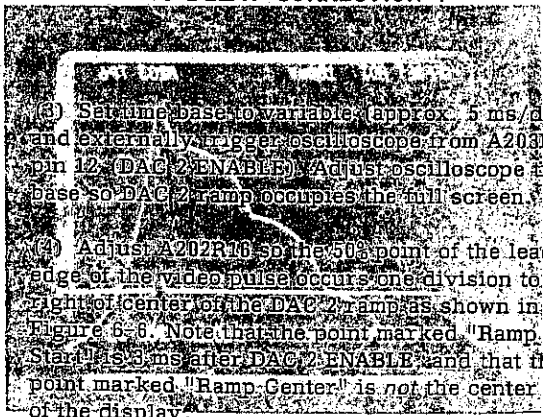 (3) Set time base to variable (approx. 5 ms/d
and externally trigger oscilloscope from A203
pin 12 (DAC 2 ENABLE). Adjust oscilloscope t
base so DAC 2 ramp occupies the full screen.
(4) Adjust A202R16 so the 50% point of the lead
edge of the video pulse occurs one division to
right of center of the DAC 2 ramp as shown in
Figure 6-6. Note that the point marked "Ramp
Start" is 3 ms after DAC 2 ENABLE and that th
point marked "Ramp Center" is not the center
of the display.